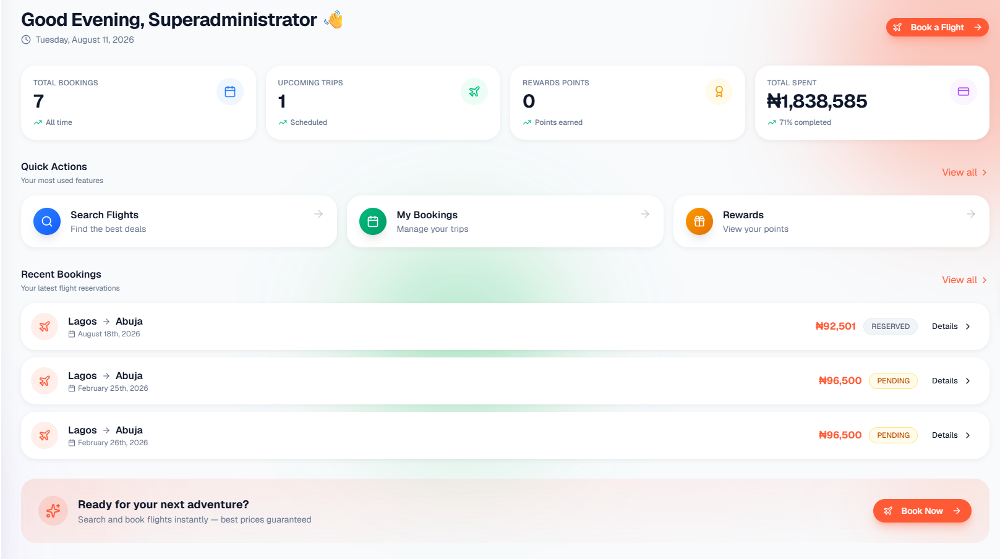 Good Evening, Superadministrator 👋
Tuesday, August 11, 2026
Book a Flight
TOTAL BOOKINGS
7
All time
UPCOMING TRIPS
1
Scheduled
REWARDS POINTS
0
Points earned
TOTAL SPENT
₦1,838,585
71% completed
Quick Actions
Your most used features
View all
Search Flights
Find the best deals
My Bookings
Manage your trips
Rewards
View your points
Recent Bookings
Your latest flight reservations
View all
Lagos → Abuja
August 18th, 2026
₦92,501 RESERVED Details
Lagos → Abuja
February 25th, 2026
₦96,500 PENDING Details
Lagos → Abuja
February 26th, 2026
₦96,500 PENDING Details
Ready for your next adventure?
Search and book flights instantly — best prices guaranteed
Book Now